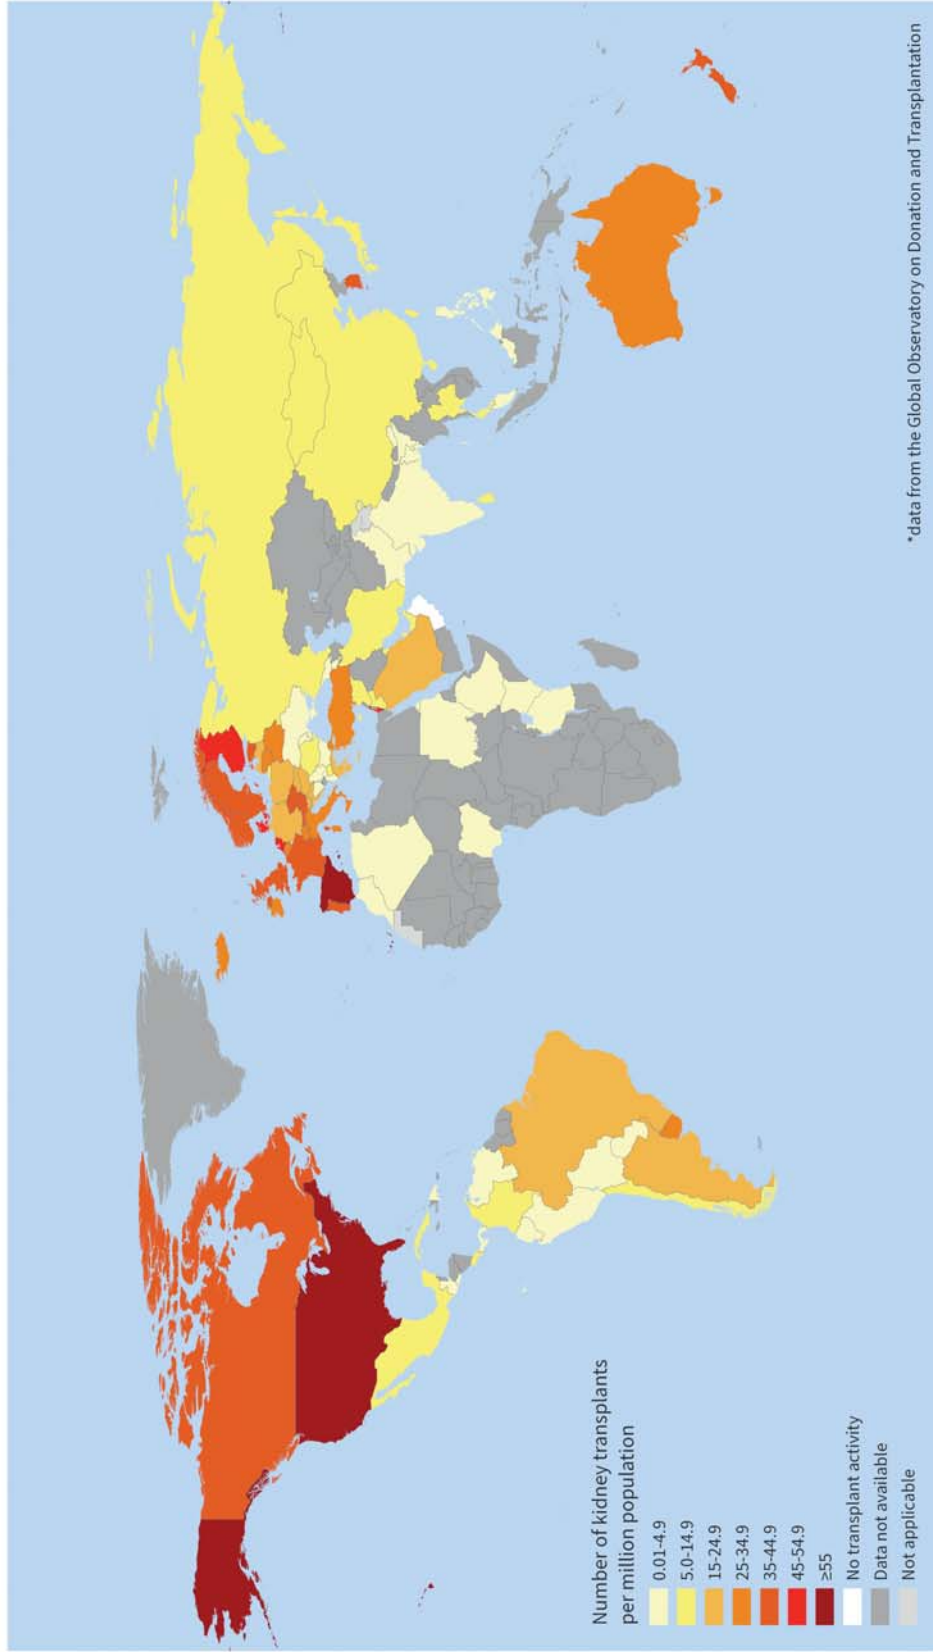 Number of kidney transplants
per million population
0.01-4.9
5.0-14.9
15-24.9
25-34.9
35-44.9
45-54.9
≥55
No transplant activity
Data not available
Not applicable
*data from the Global Observatory on Donation and Transplantation